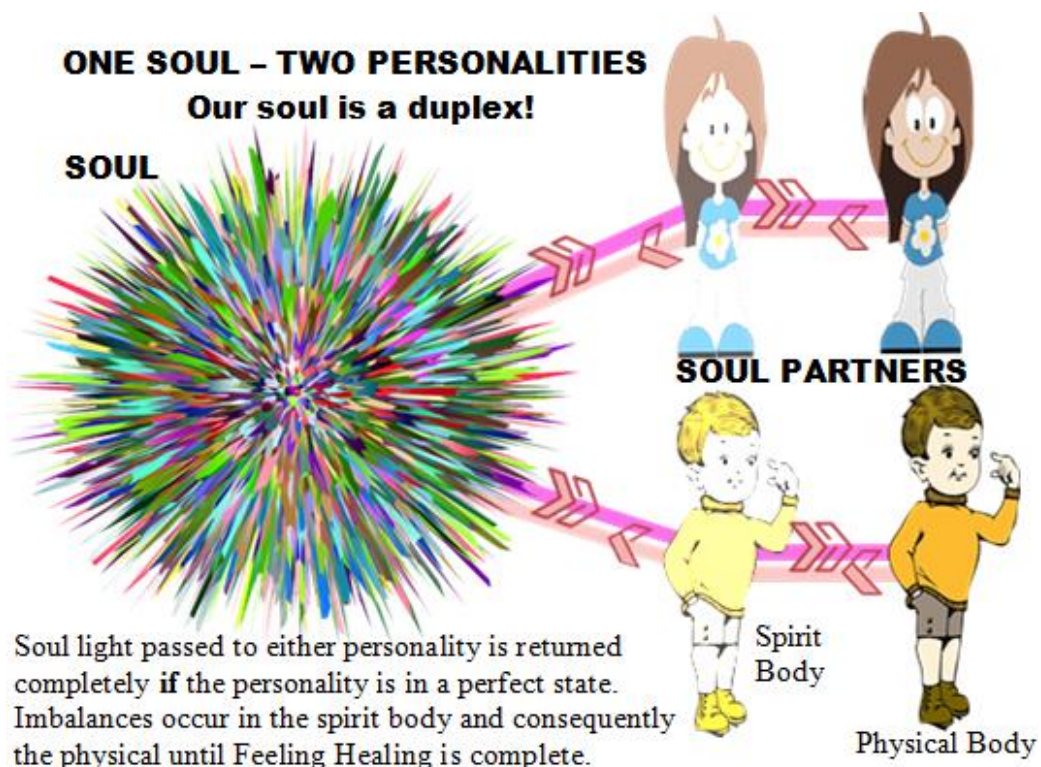 ONE SOUL – TWO PERSONALITIES
Our soul is a duplex!
SOUL
SOUL PARTNERS
Spirit
Body
Physical Body
Soul light passed to either personality is returned
completely if the personality is in a perfect state.
Imbalances occur in the spirit body and consequently
the physical until Feeling Healing is complete.